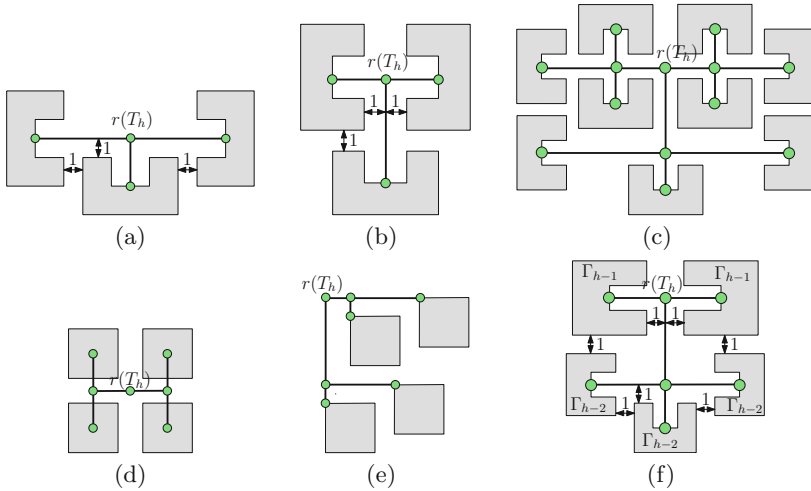 r(T_h)
1
1
1
(a)
r(T_h)
1
1
1
(b)
r(T_h)
(c)
r(T_h)
(d)
r(T_h)
(e)
Γ_{h−1}
Γ_{h−1}
r(T_h)
1
1
1
1
1
Γ_{h−2}
1
1
Γ_{h−2}
Γ_{h−2}
(f)